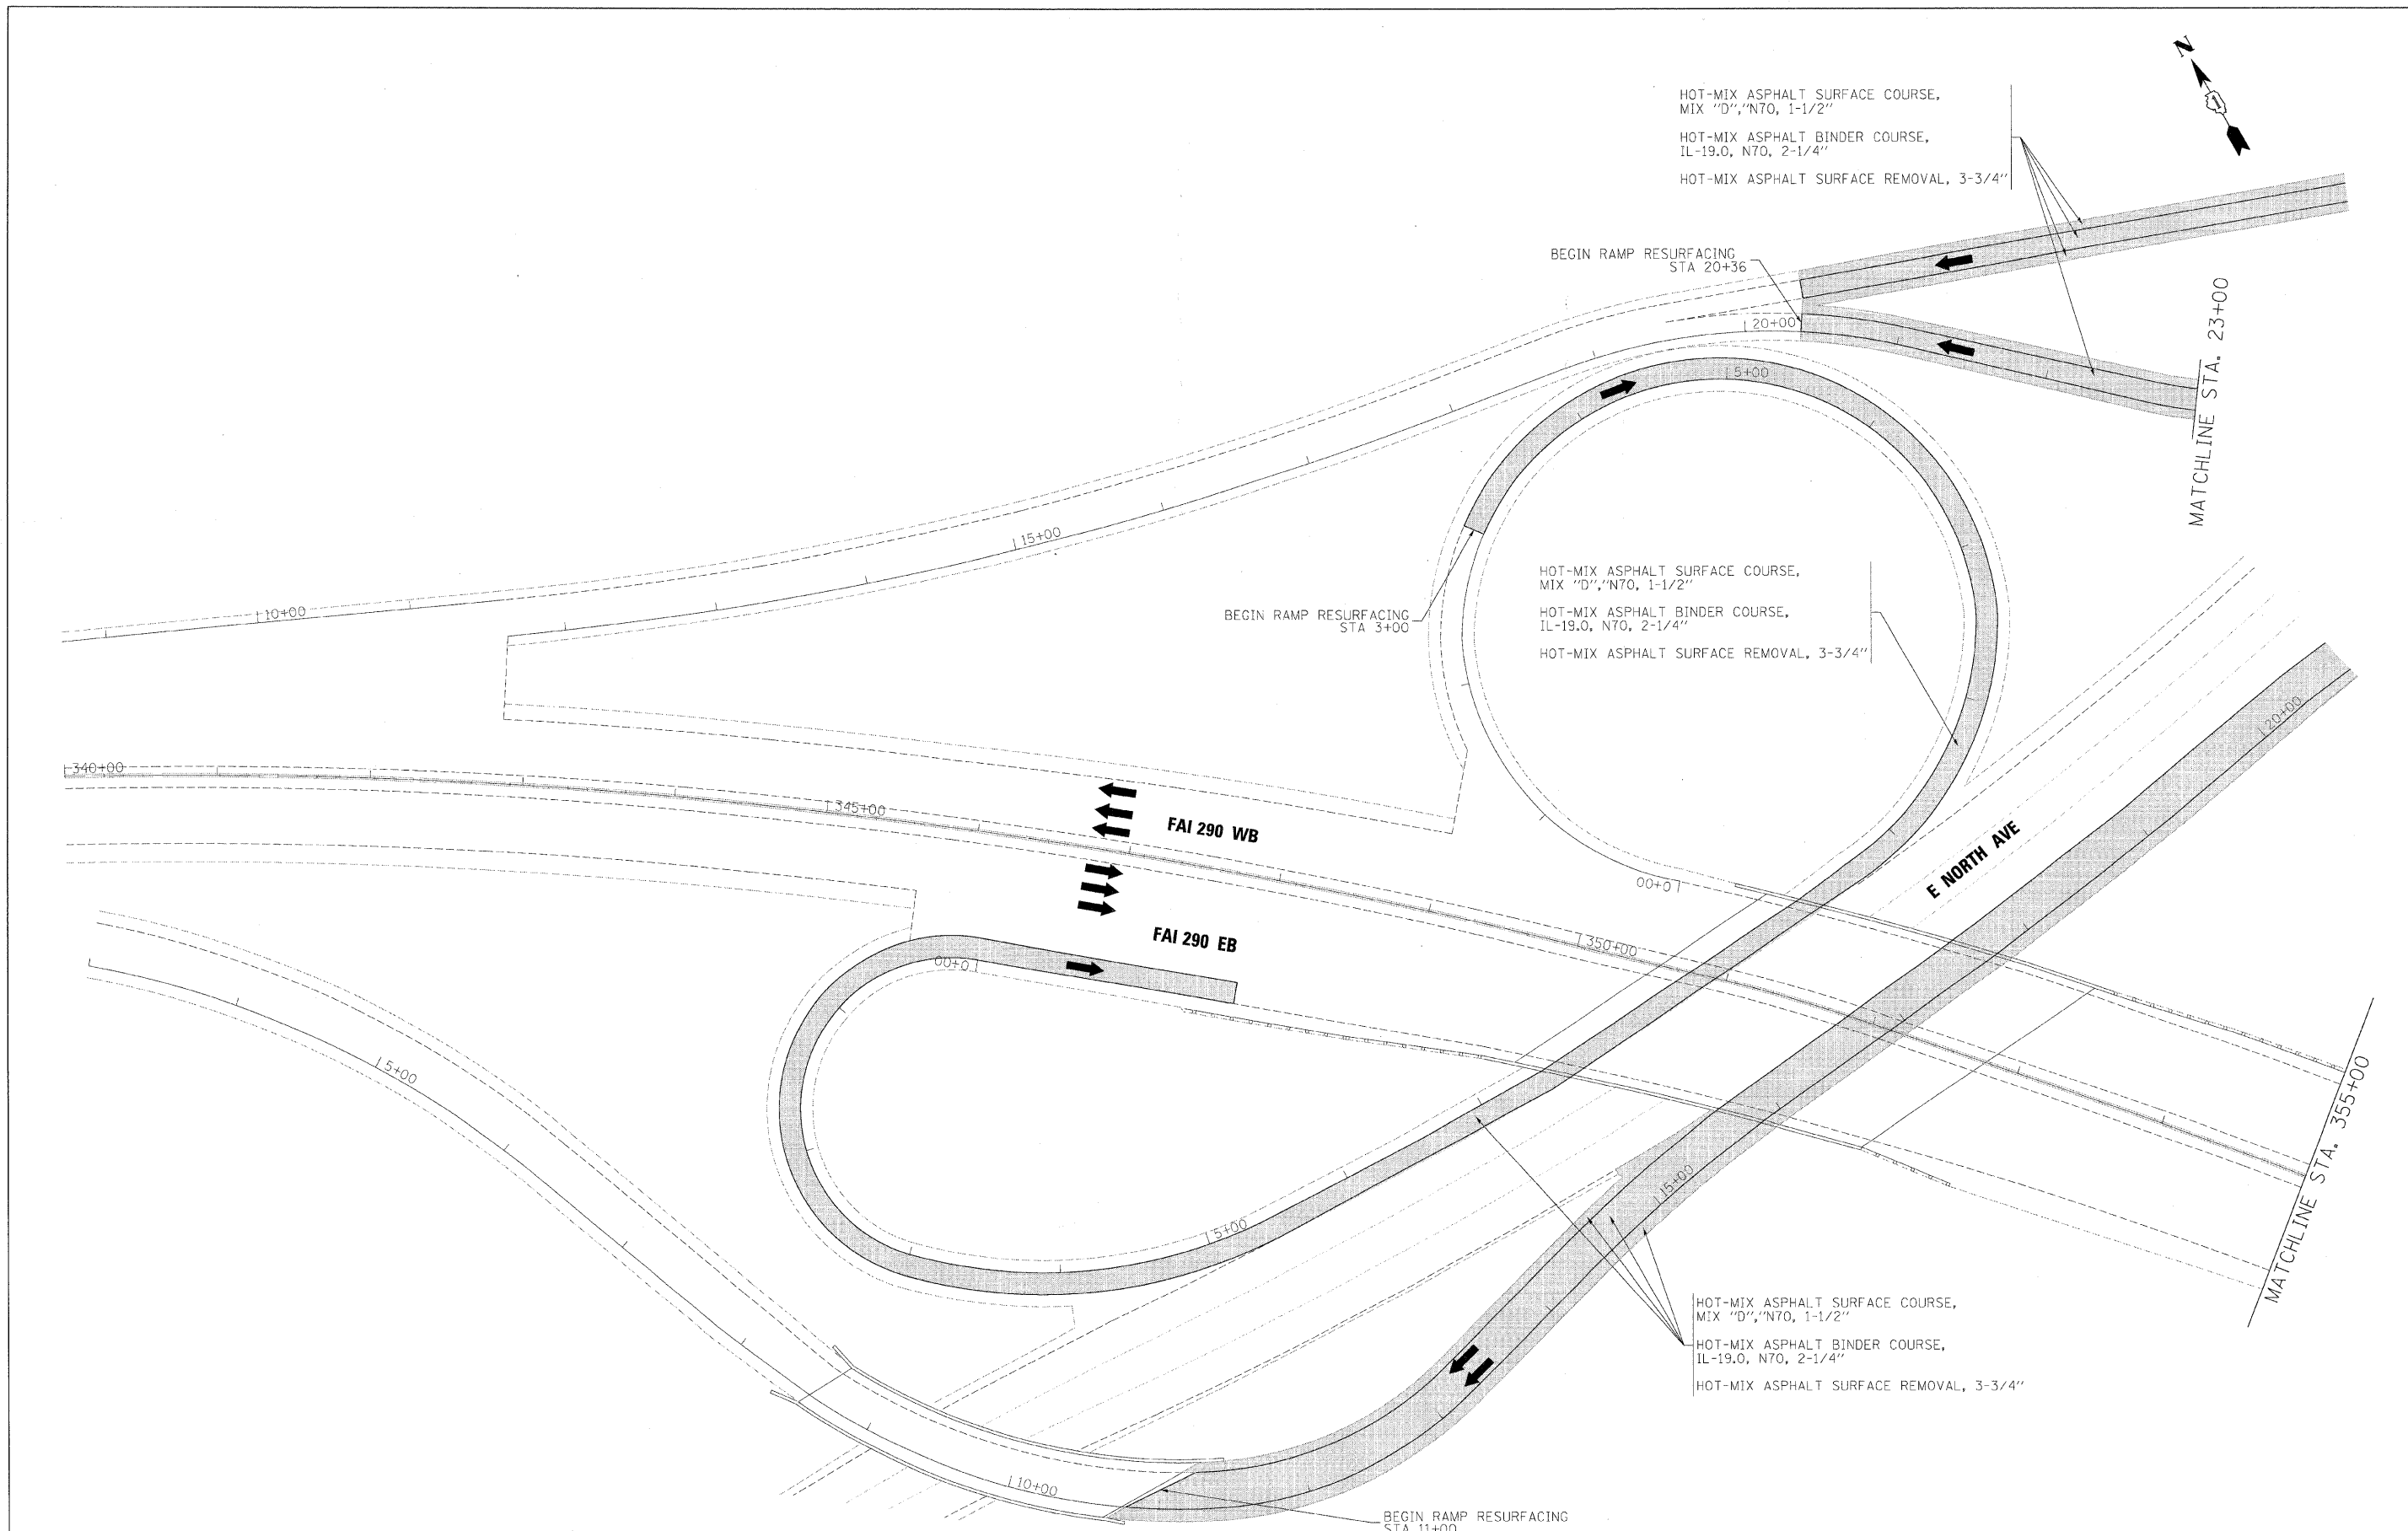 N
HOT-MIX ASPHALT SURFACE COURSE,
MIX "D","N70, 1-1/2"
HOT-MIX ASPHALT BINDER COURSE,
IL-19.0, N70, 2-1/4"
HOT-MIX ASPHALT SURFACE REMOVAL, 3-3/4"
BEGIN RAMP RESURFACING
STA 20+36
20+00
MATCHLINE STA. 23+00
5+00
15+00
HOT-MIX ASPHALT SURFACE COURSE,
MIX "D","N70, 1-1/2"
HOT-MIX ASPHALT BINDER COURSE,
IL-19.0, N70, 2-1/4"
HOT-MIX ASPHALT SURFACE REMOVAL, 3-3/4"
10+00
BEGIN RAMP RESURFACING
STA 3+00
20+00
340+00
345+00
FAI 290 WB
E NORTH AVE
0+00
FAI 290 EB
350+00
0+00
5+00
MATCHLINE STA. 355+00
15+00
5+00
HOT-MIX ASPHALT SURFACE COURSE,
MIX "D","N70, 1-1/2"
HOT-MIX ASPHALT BINDER COURSE,
IL-19.0, N70, 2-1/4"
HOT-MIX ASPHALT SURFACE REMOVAL, 3-3/4"
10+00
BEGIN RAMP RESURFACING
STA 11+00